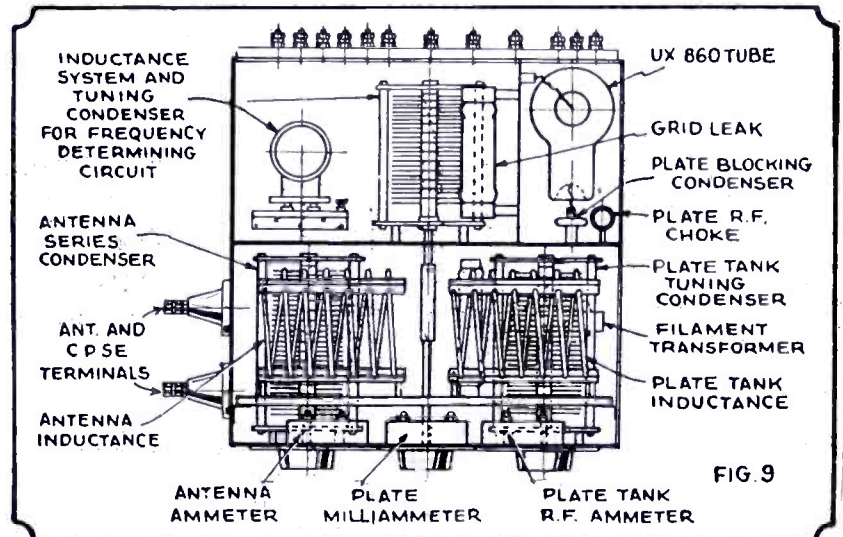 INDUCTANCE
SYSTEM AND
TUNING
CONDENSER
FOR FREQUENCY
DETERMINING
CIRCUIT
ANTENNA
SERIES
CONDENSER
ANT. AND
C P S E
TERMINALS
ANTENNA
INDUCTANCE
ANTENNA
AMMETER
PLATE
MILLIAMMETER
PLATE TANK
R.F. AMMETER
UX 860 TUBE
GRID LEAK
PLATE BLOCKING
CONDENSER
PLATE R.F.
CHOKE
PLATE TANK
TUNING
CONDENSER
FILAMENT
TRANSFORMER
PLATE TANK
INDUCTANCE
FIG. 9